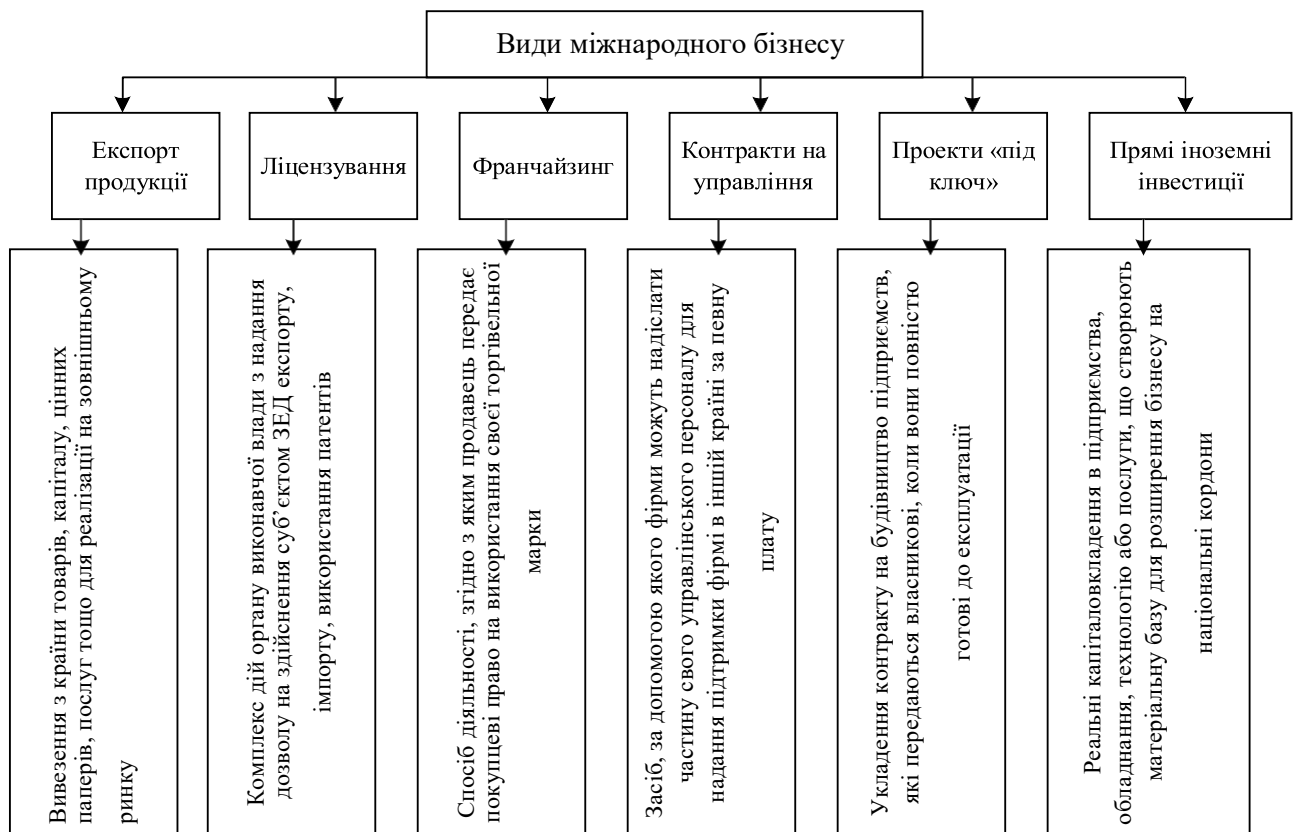 Види міжнародного бізнесу
Експорт
продукції
Ліцензування
Франчайзинг
Контракти на
управління
Проекти «під
ключ»
Прямі іноземні
інвестиції
Вивезення з країни товарів, капіталу, цінних
паперів, послуг тощо для реалізації на зовнішньому
ринку
Комплекс дій органу виконавчої влади з надання
дозволу на здійснення суб’єктом ЗЕД експорту,
імпорту, використання патентів
Спосіб діяльності, згідно з яким продавець передає
покупцеві право на використання своєї торгівельної
марки
Засіб, за допомогою якого фірми можуть надіслати
частину свого управлінського персоналу для
надання підтримки фірмі в іншій країні за певну
плату
Укладення контракту на будівництво підприємств,
які передаються власникові, коли вони повністю
готові до експлуатації
Реальні капіталовкладення в підприємства,
обладнання, технологію або послуги, що створюють
матеріальну базу для розширення бізнесу на
національні кордони